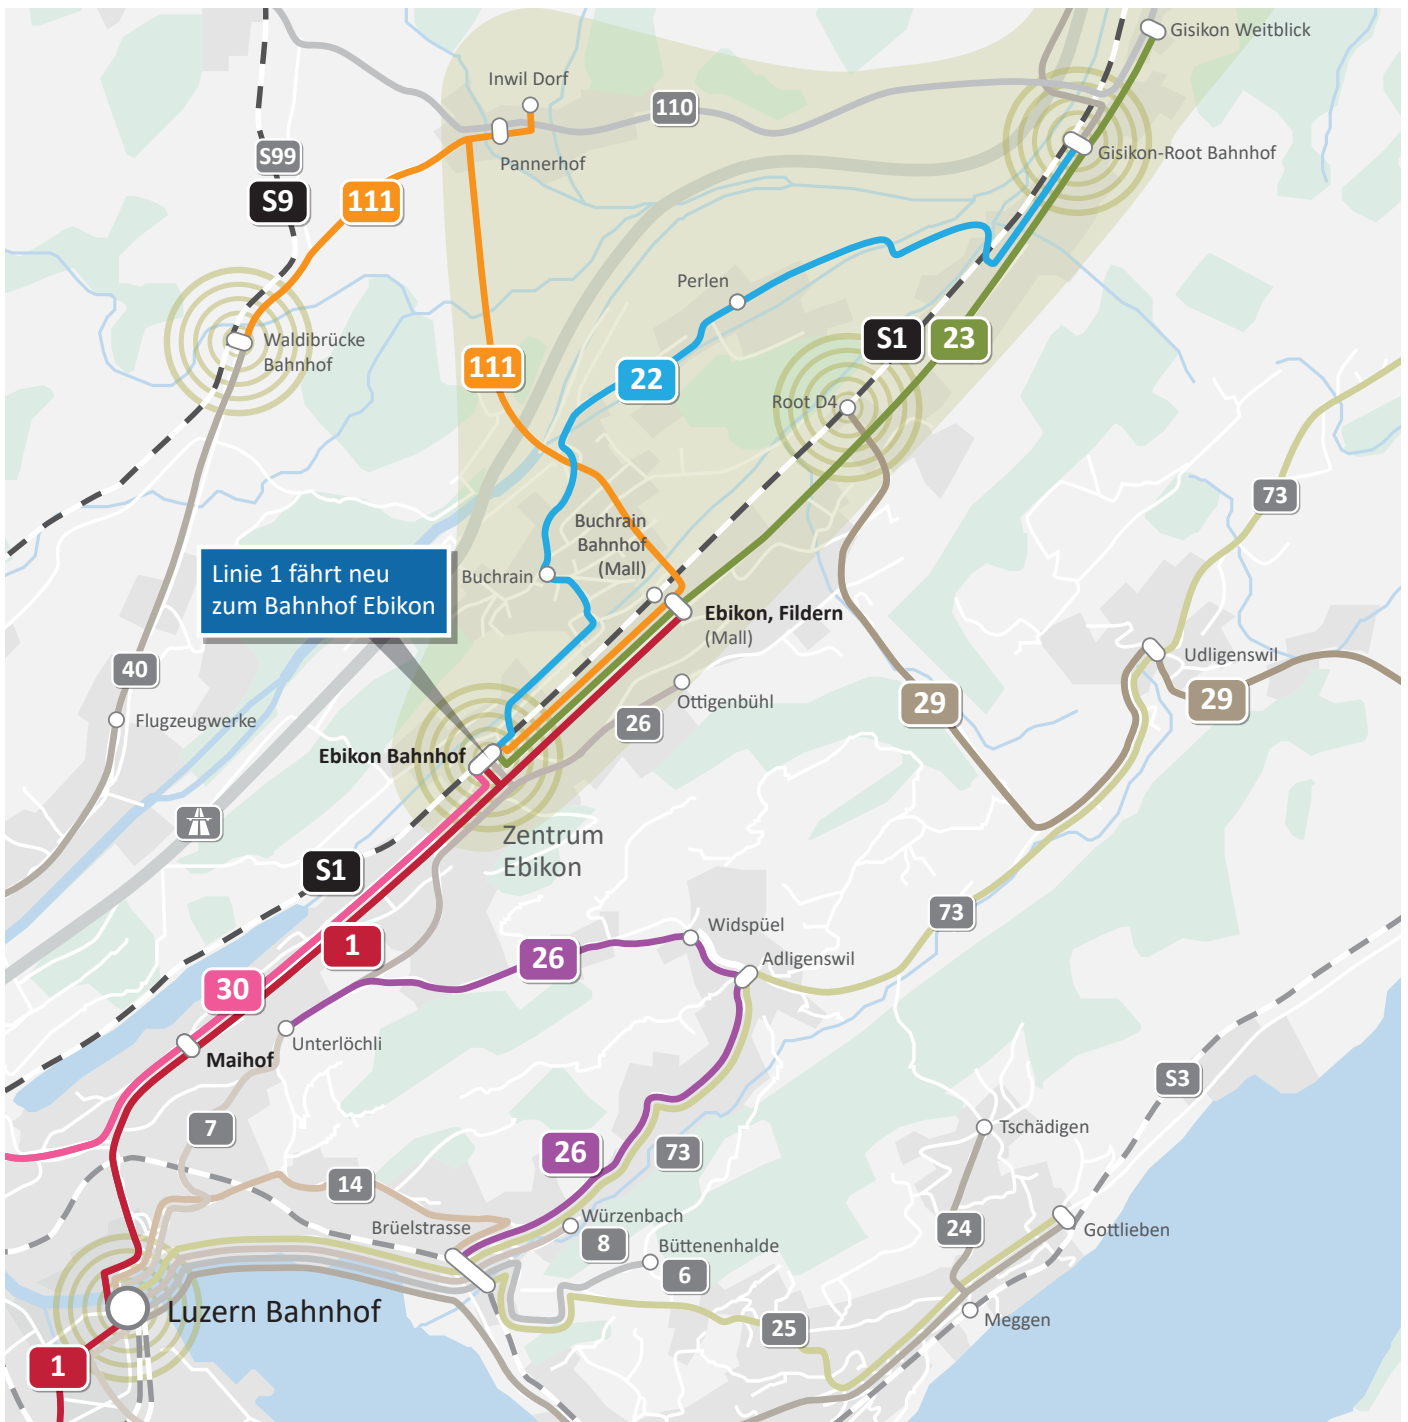 Gisikon Weitblick
Inwil Dorf
110
Pannerhof
Gisikon-Root Bahnhof
S99
S9
111
Perlen
Waldibrücke
Bahnhof
S1
23
111
22
Root D4
73
Buchrain
Bahnhof
(Mall)
Linie 1 fährt neu
zum Bahnhof Ebikon
Buchrain
Ebikon, Fildern
(Mall)
Udligenswil
40
Ottigenbühl
29
29
Flugzeugwerke
26
Ebikon Bahnhof
Zentrum
Ebikon
S1
73
Widspüel
1
26
Adligenswil
30
Unterlöchli
Maihof
S3
7
Tschädigen
26
73
14
Würzenbach
Brüelstrasse
24
Gottlieben
8
Büttenenhalde
6
Luzern Bahnhof
Meggen
25
1